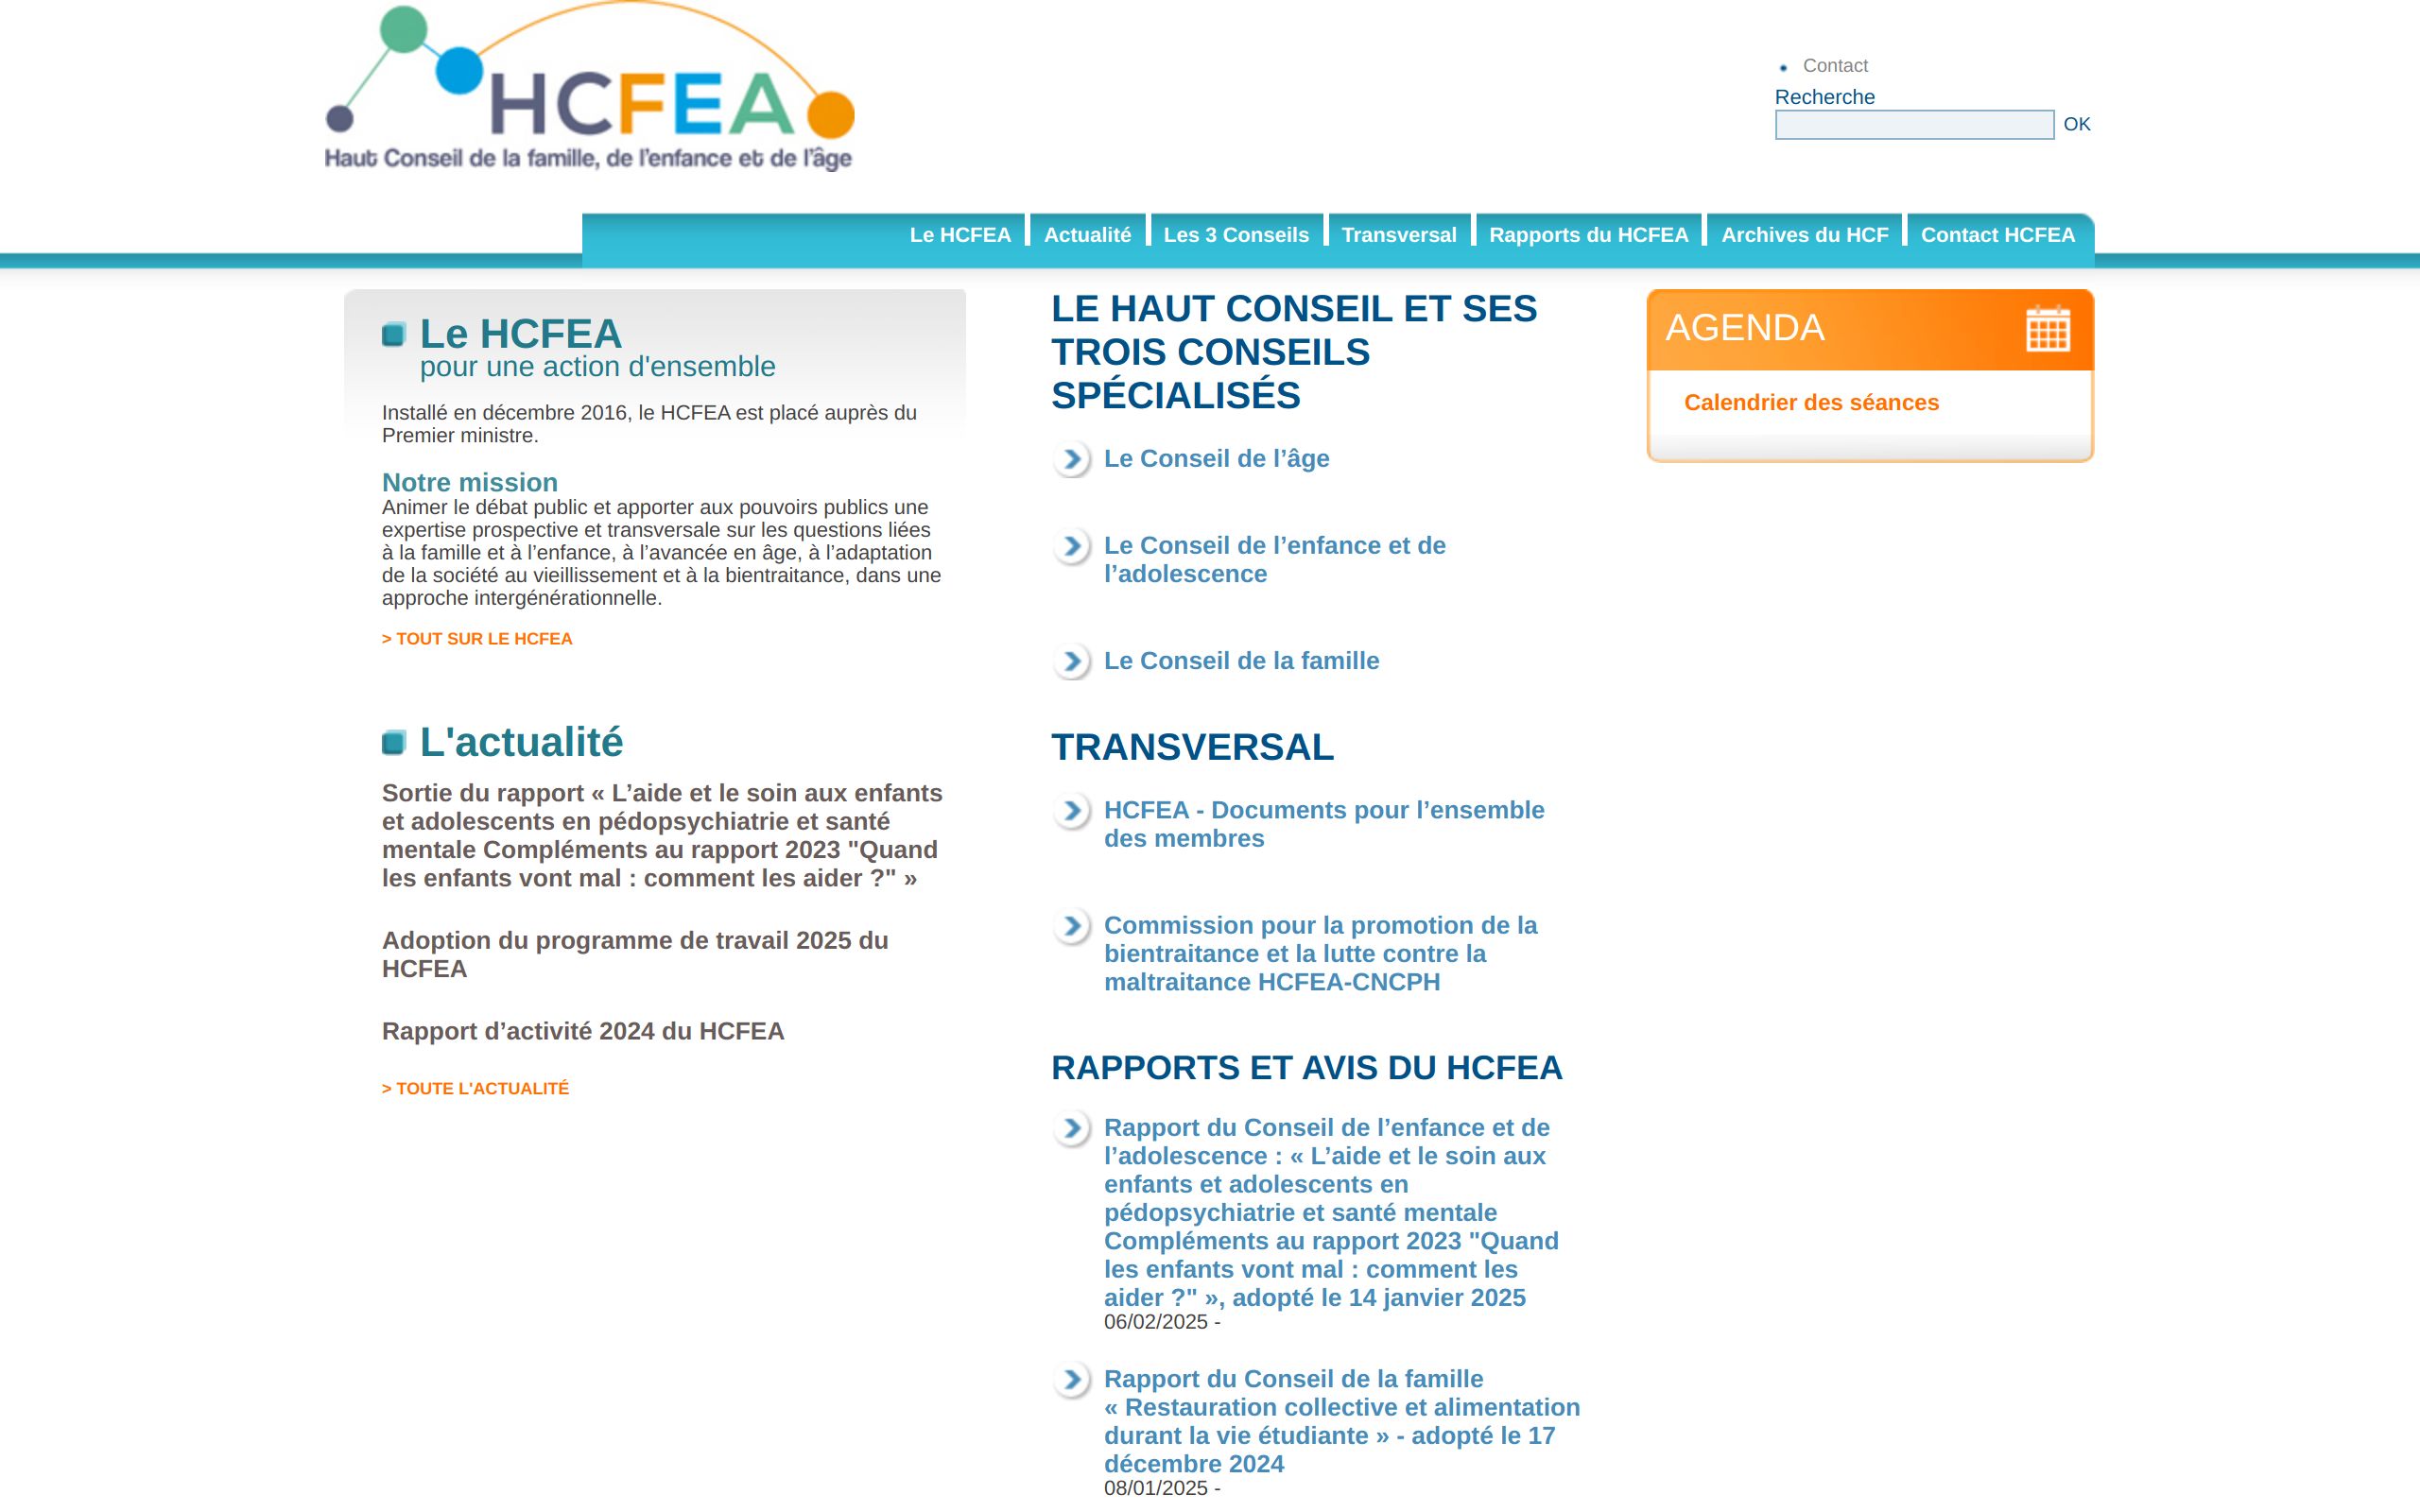 HCFEA
Haut Conseil de la famille, de l'enfance et de l'âge
Contact
Recherche
OK
Le HCFEA
Actualité
Les 3 Conseils
Transversal
Rapports du HCFEA
Archives du HCF
Contact HCFEA
Le HCFEA
pour une action d'ensemble
Installé en décembre 2016, le HCFEA est placé auprès du
Premier ministre.
Notre mission
Animer le débat public et apporter aux pouvoirs publics une
expertise prospective et transversale sur les questions liées
à la famille et à l’enfance, à l’avancée en âge, à l’adaptation
de la société au vieillissement et à la bientraitance, dans une
approche intergénérationnelle.
> TOUT SUR LE HCFEA
L'actualité
Sortie du rapport « L’aide et le soin aux enfants
et adolescents en pédopsychiatrie et santé
mentale Compléments au rapport 2023 "Quand
les enfants vont mal : comment les aider ?" »
Adoption du programme de travail 2025 du
HCFEA
Rapport d’activité 2024 du HCFEA
> TOUTE L'ACTUALITÉ
LE HAUT CONSEIL ET SES
TROIS CONSEILS
SPÉCIALISÉS
Le Conseil de l’âge
Le Conseil de l’enfance et de
l’adolescence
Le Conseil de la famille
TRANSVERSAL
HCFEA - Documents pour l’ensemble
des membres
Commission pour la promotion de la
bientraitance et la lutte contre la
maltraitance HCFEA-CNCPH
RAPPORTS ET AVIS DU HCFEA
Rapport du Conseil de l’enfance et de
l’adolescence : « L’aide et le soin aux
enfants et adolescents en
pédopsychiatrie et santé mentale
Compléments au rapport 2023 "Quand
les enfants vont mal : comment les
aider ?" », adopté le 14 janvier 2025
06/02/2025 -
Rapport du Conseil de la famille
« Restauration collective et alimentation
durant la vie étudiante » - adopté le 17
décembre 2024
08/01/2025 -
AGENDA
Calendrier des séances